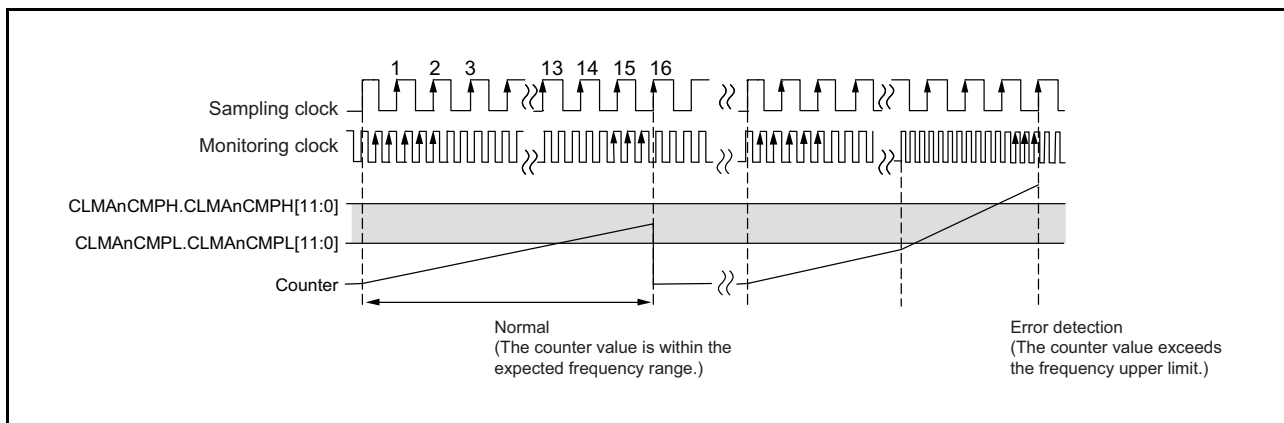 1 2 3 13 14 15 16
Sampling clock
Monitoring clock
CLMAnCMPH.CLMAnCMPH[11:0]
CLMAnCMPL.CLMAnCMPL[11:0]
Counter
Normal
(The counter value is within the
expected frequency range.)
Error detection
(The counter value exceeds
the frequency upper limit.)